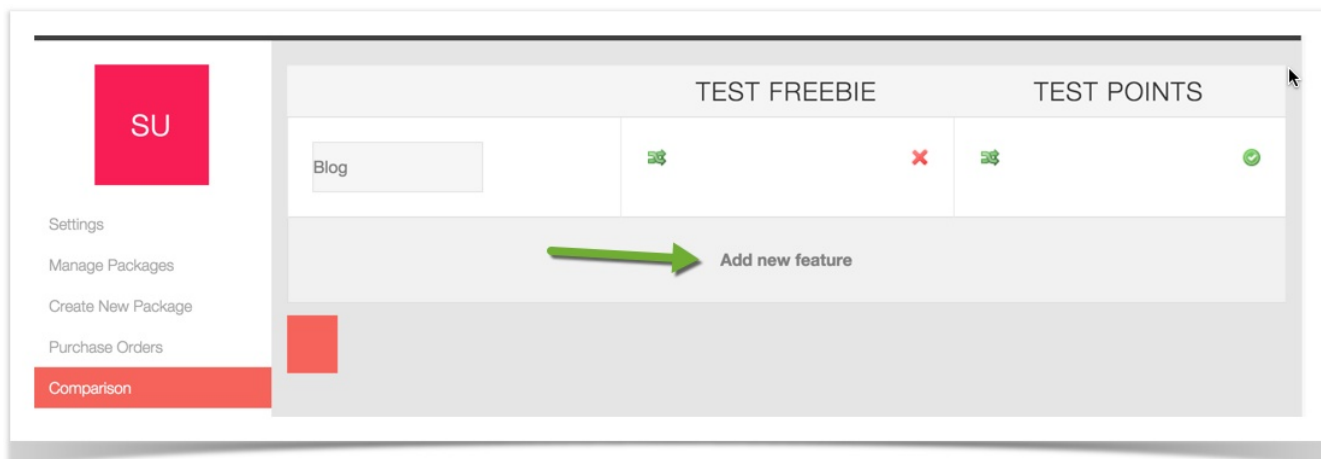 SU
Settings
Manage Packages
Create New Package
Purchase Orders
Comparison
TEST FREEBIE
TEST POINTS
Blog
Add new feature